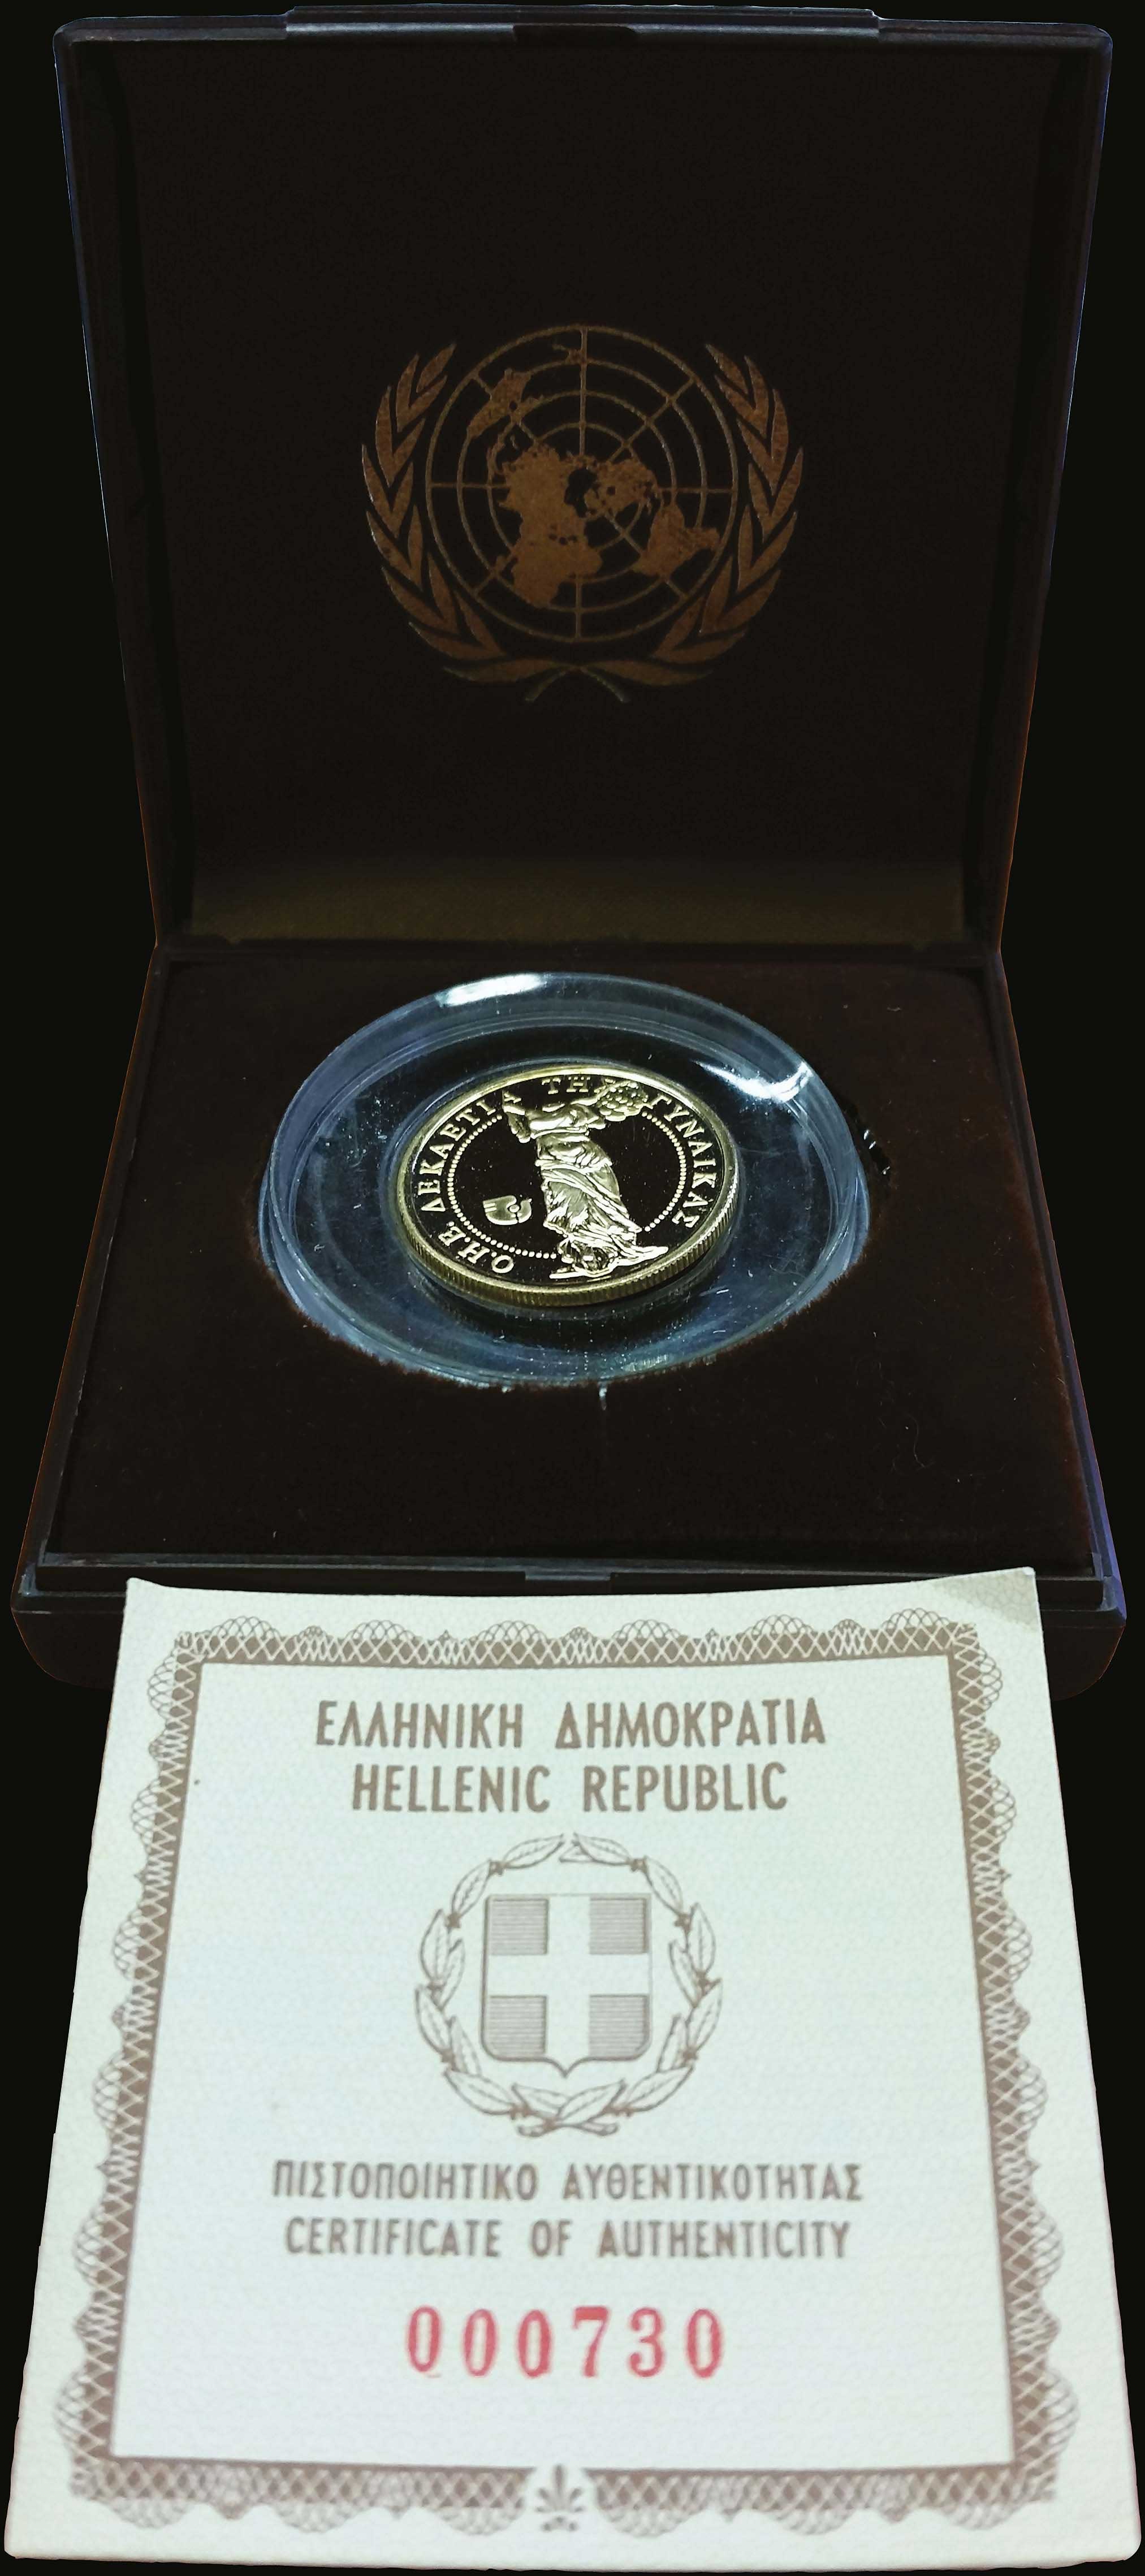 ΟΗΕ ΔΕΚΑΕΤΙΑ ΤΗΣ ΓΥΝΑΙΚΑΣ
ΕΛΛΗΝΙΚΗ ΔΗΜΟΚΡΑΤΙΑ
HELLENIC REPUBLIC
ΠΙΣΤΟΠΟΙΗΤΙΚΟ ΑΥΘΕΝΤΙΚΟΤΗΤΑΣ
CERTIFICATE OF AUTHENTICITY
000730